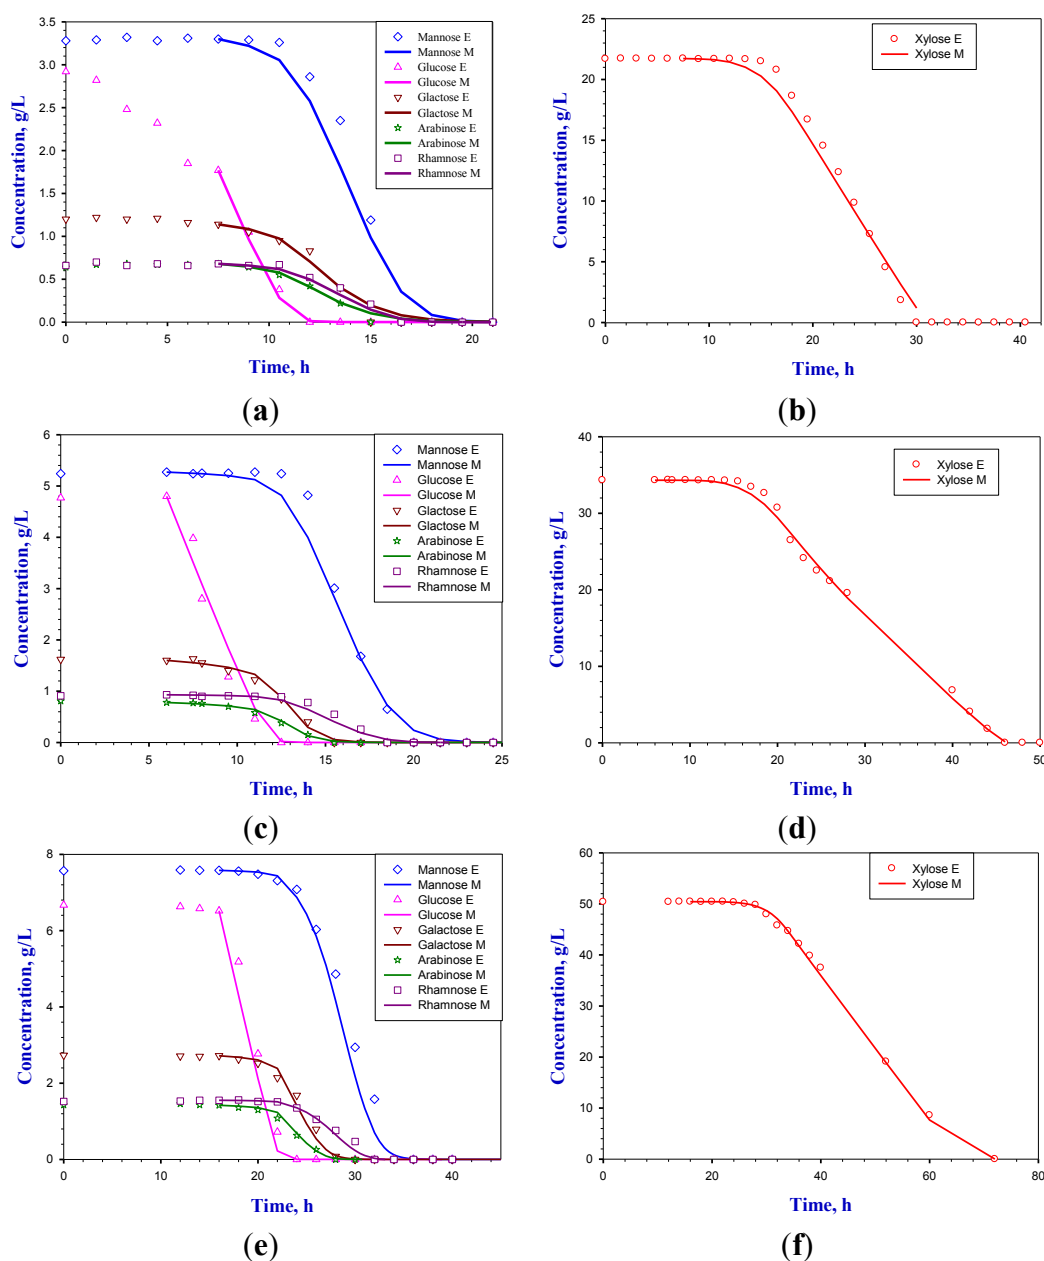 3.5
3.0
2.5
2.0
1.5
1.0
0.5
0.0
Concentration, g/L
Mannose E
Mannose M
Glucose E
Glucose M
Glactose E
Glactose M
Arabinose E
Arabinose M
Rhamnose E
Rhamnose M
0 5 10 15 20
Time, h
(a)
25
20
15
10
5
0
Concentration, g/L
Xylose E
Xylose M
0 10 20 30 40
Time, h
(b)
6
5
4
3
2
1
0
Concentration, g/L
Mannose E
Mannose M
Glucose E
Glucose M
Glactose E
Glactose M
Arabinose E
Arabinose M
Rhamnose E
Rhamnose M
0 5 10 15 20 25
Time, h
(c)
40
30
20
10
0
Concentration, g/L
Xylose E
Xylose M
0 10 20 30 40 50
Time, h
(d)
8
6
4
2
0
Concentration, g/L
Mannose E
Mannose M
Glucose E
Glucose M
Galactose E
Galactose M
Arabinose E
Arabinose M
Rhamnose E
Rhamnose M
0 10 20 30 40
Time, h
(e)
60
50
40
30
20
10
0
Concentration, g/L
Xylose E
Xylose M
0 20 40 60 80
Time, h
(f)